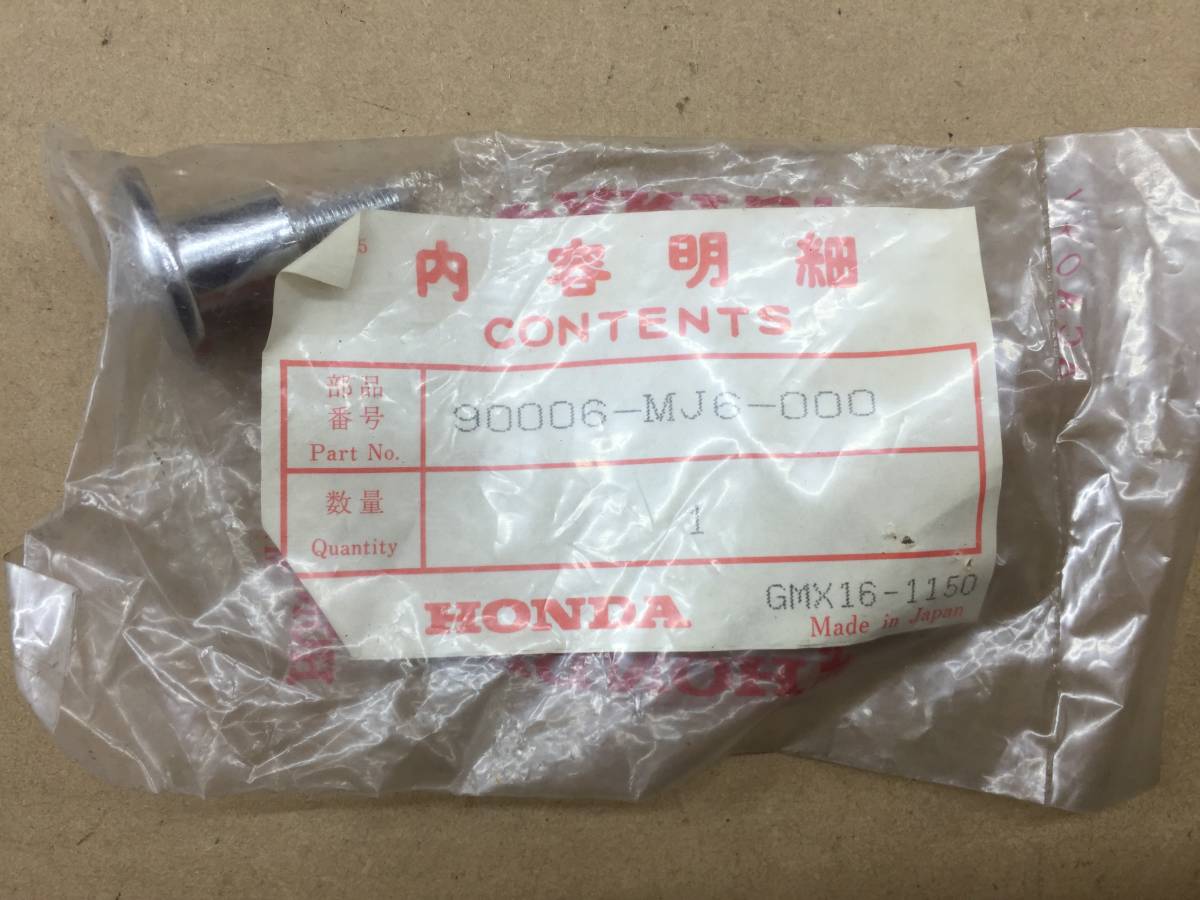 5
内容明細
CONTENTS
部品
番号
Part No.
90006-MJ6-000
数量
Quantity
1
HONDA
GMX16-1150
Made in Japan